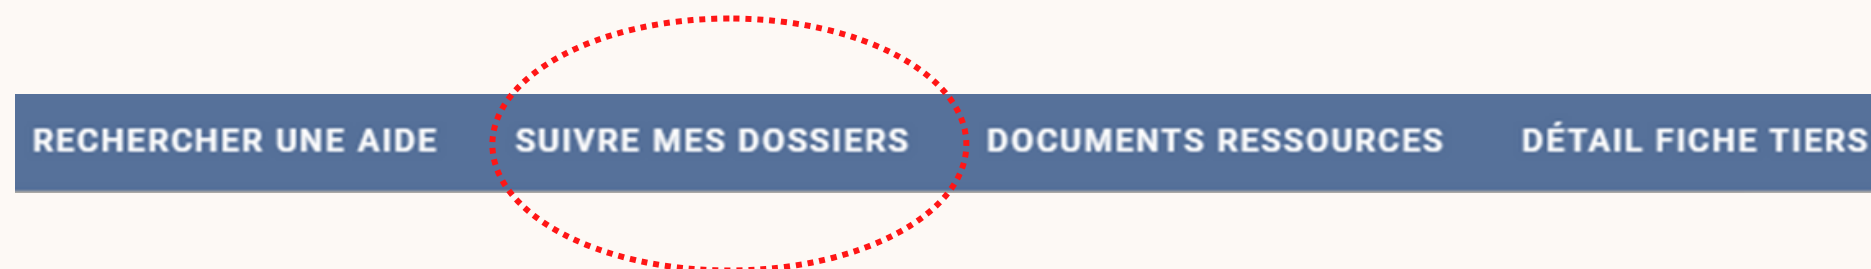 RECHERCHER UNE AIDE SUIVRE MES DOSSIERS DOCUMENTS RESSOURCES DÉTAIL FICHE TIERS